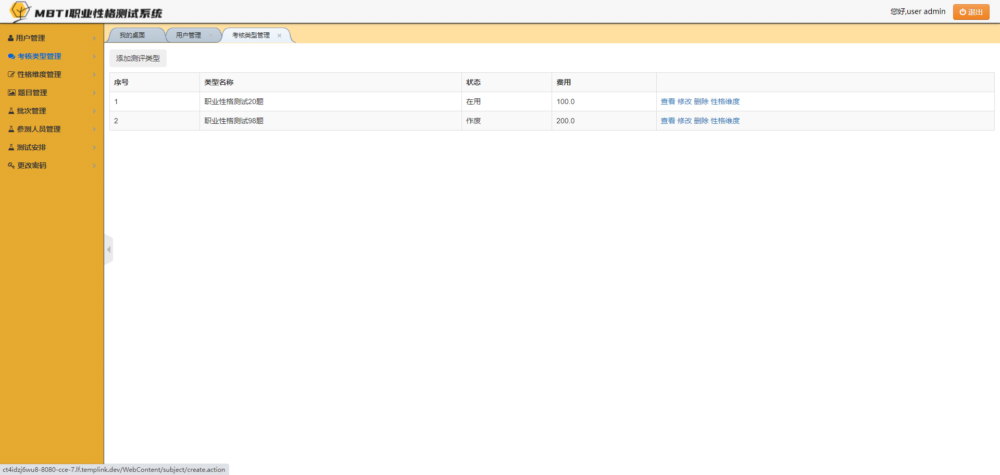 MBTI职业性格测试系统
您好,user admin
退出
用户管理
考核类型管理
性格维度管理
题目管理
批次管理
参测人员管理
测试安排
更改密码
我的桌面 用户管理 考核类型管理
添加测评类型
序号 类型名称 状态 费用
1 职业性格测试20题 在用 100.0 查看 修改 删除 性格维度
2 职业性格测试98题 作废 200.0 查看 修改 删除 性格维度
ct4idzj6wu8-8080-cce-7.lf.templink.dev/WebContent/subject/create.action